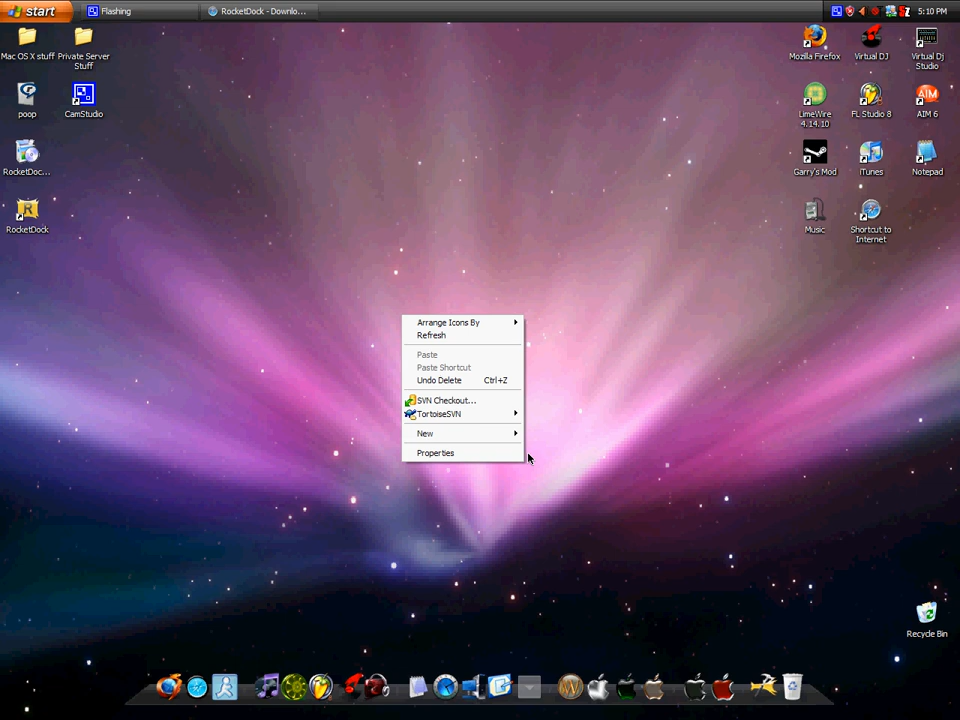 start
Flashing
RocketDock - Downlo...
5:10 PM
Mac OS X stuff
Private Server
Stuff
Mozilla Firefox
Virtual DJ
Virtual Dj
Studio
poop
CamStudio
LimeWire
4.14.10
FL Studio 8
AIM
AIM 6
RocketDoc...
Garry's Mod
iTunes
Notepad
RocketDock
Music
Shortcut to
Internet
Arrange Icons By
Refresh
Paste
Paste Shortcut
Undo Delete Ctrl+Z
SVN Checkout...
TortoiseSVN
New
Properties
Recycle Bin